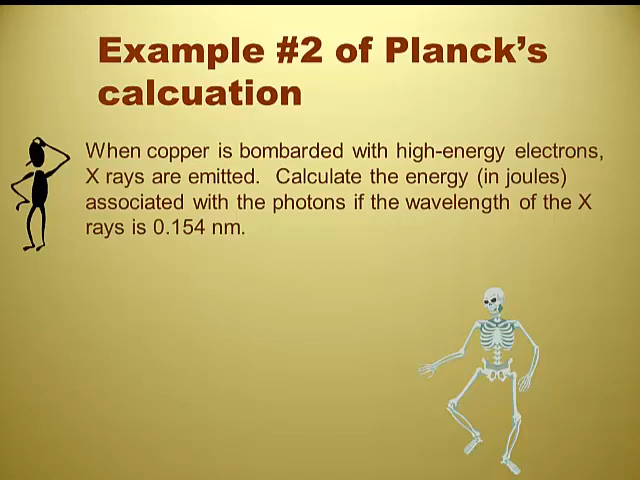 Example #2 of Planck's
calcuation
When copper is bombarded with high-energy electrons,
X rays are emitted.  Calculate the energy (in joules)
associated with the photons if the wavelength of the X
rays is 0.154 nm.